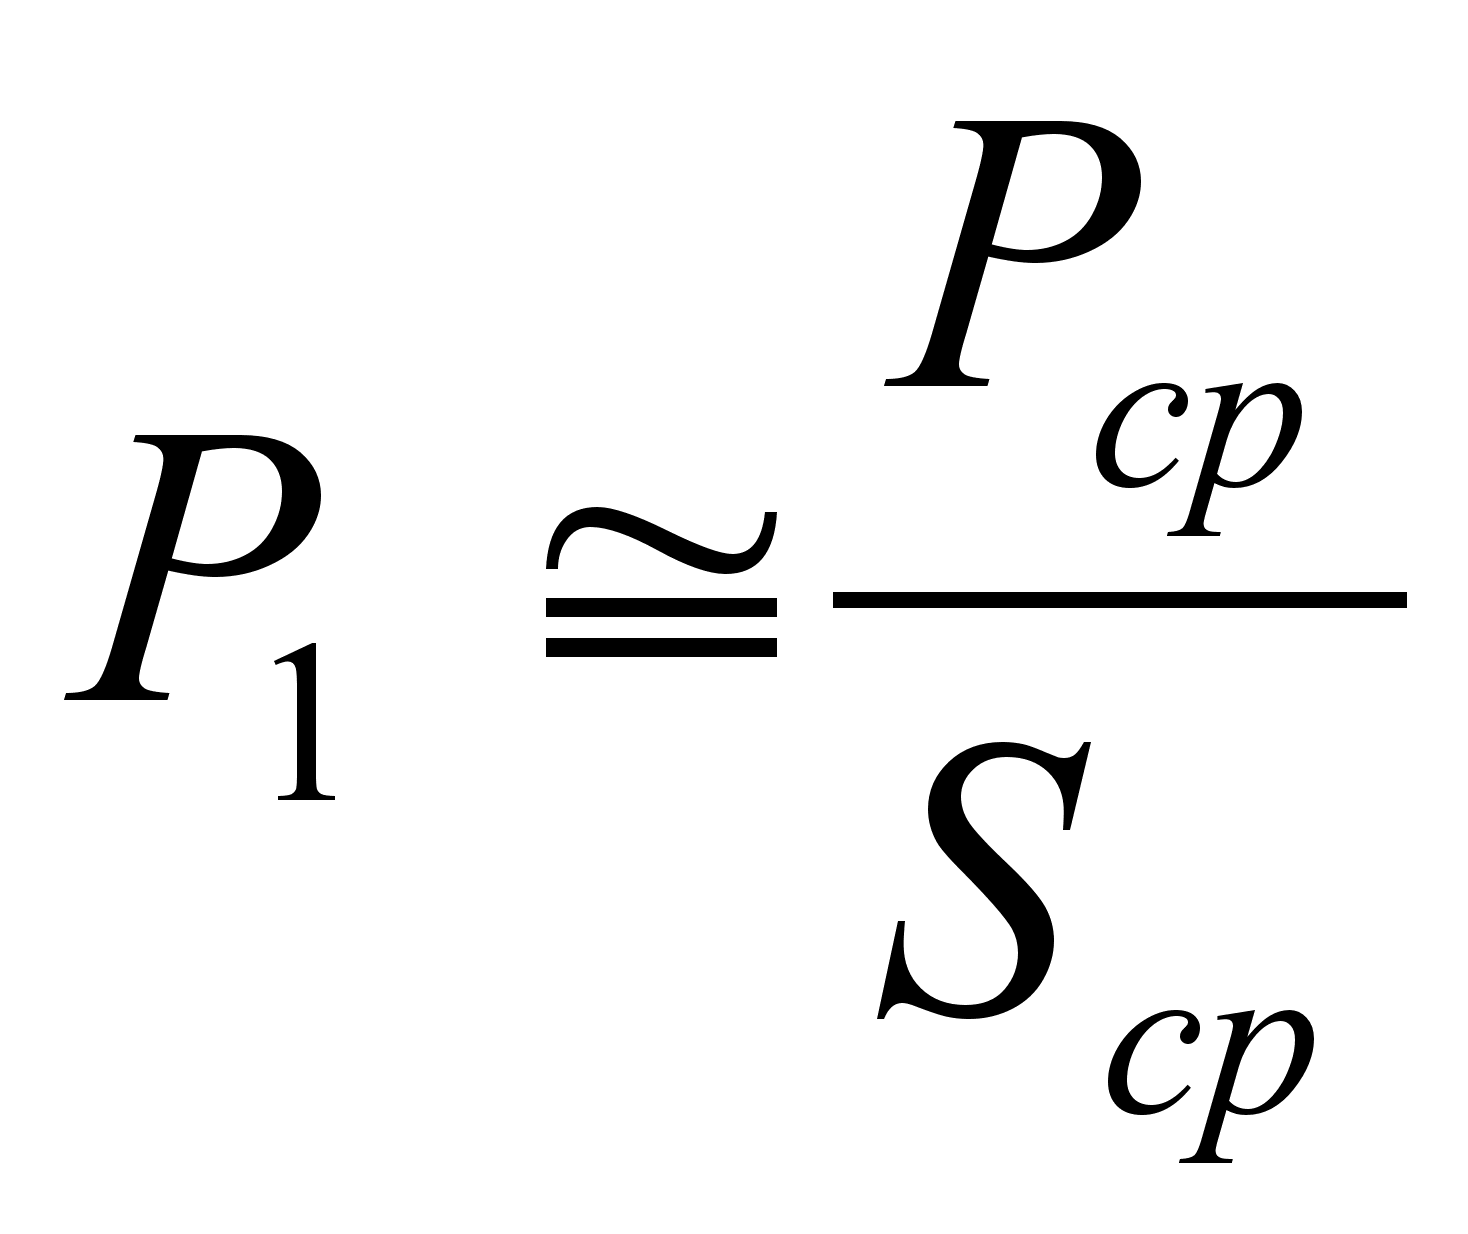 P₁ ≅ P_cp / S_cp